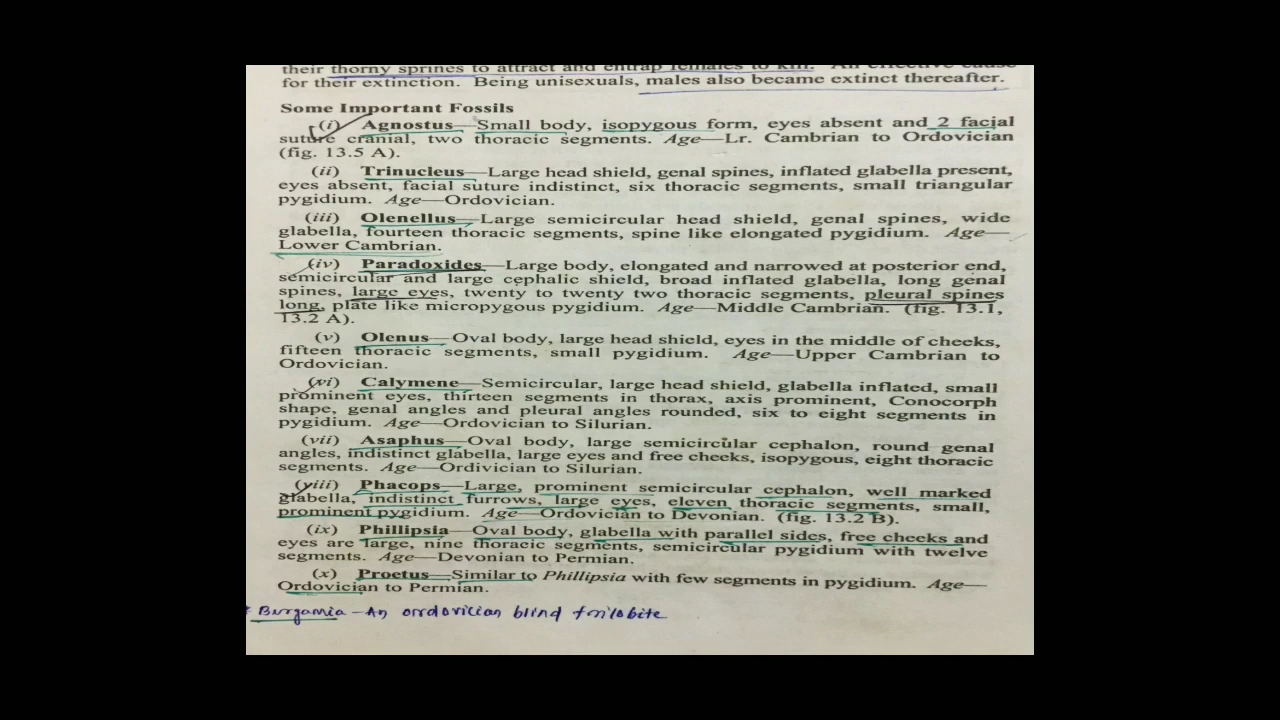 their thorny sprines to attract and entrap females to kill. An effective cause
for their extinction. Being unisexuals, males also became extinct thereafter.
Some Important Fossils
(i) Agnostus—Small body, isopygous form, eyes absent and 2 facial
suture cranial, two thoracic segments. Age—Lr. Cambrian to Ordovician
(fig. 13.5 A).
(ii) Trinucleus—Large head shield, genal spines, inflated glabella present,
eyes absent, facial suture indistinct, six thoracic segments, small triangular
pygidium. Age—Ordovician.
(iii) Olenellus—Large semicircular head shield, genal spines, wide
glabella, fourteen thoracic segments, spine like elongated pygidium. Age—
Lower Cambrian.
(iv) Paradoxides—Large body, elongated and narrowed at posterior end,
semicircular and large cephalic shield, broad inflated glabella, long genal
spines, large eyes, twenty to twenty two thoracic segments, pleural spines
long, plate like micropygous pygidium. Age—Middle Cambrian. (fig. 13.1,
13.2 A).
(v) Olenus—Oval body, large head shield, eyes in the middle of cheeks,
fifteen thoracic segments, small pygidium. Age—Upper Cambrian to
Ordovician.
(vi) Calymene—Semicircular, large head shield, glabella inflated, small
prominent eyes, thirteen segments in thorax, axis prominent, Conocorph
shape, genal angles and pleural angles rounded, six to eight segments in
pygidium. Age—Ordovician to Silurian.
(vii) Asaphus—Oval body, large semicircular cephalon, round genal
angles, indistinct glabella, large eyes and free cheeks, isopygous, eight thoracic
segments. Age—Ordivician to Silurian.
(viii) Phacops—Large, prominent semicircular cephalon, well marked
glabella, indistinct furrows, large eyes, eleven thoracic segments, small,
prominent pygidium. Age—Ordovician to Devonian. (fig. 13.2 B).
(ix) Phillipsia—Oval body, glabella with parallel sides, free cheeks and
eyes are large, nine thoracic segments, semicircular pygidium with twelve
segments. Age—Devonian to Permian.
(x) Proetus—Similar to Phillipsia with few segments in pygidium. Age—
Ordovician to Permian.
* Burgamia - An ordovician blind trilobite